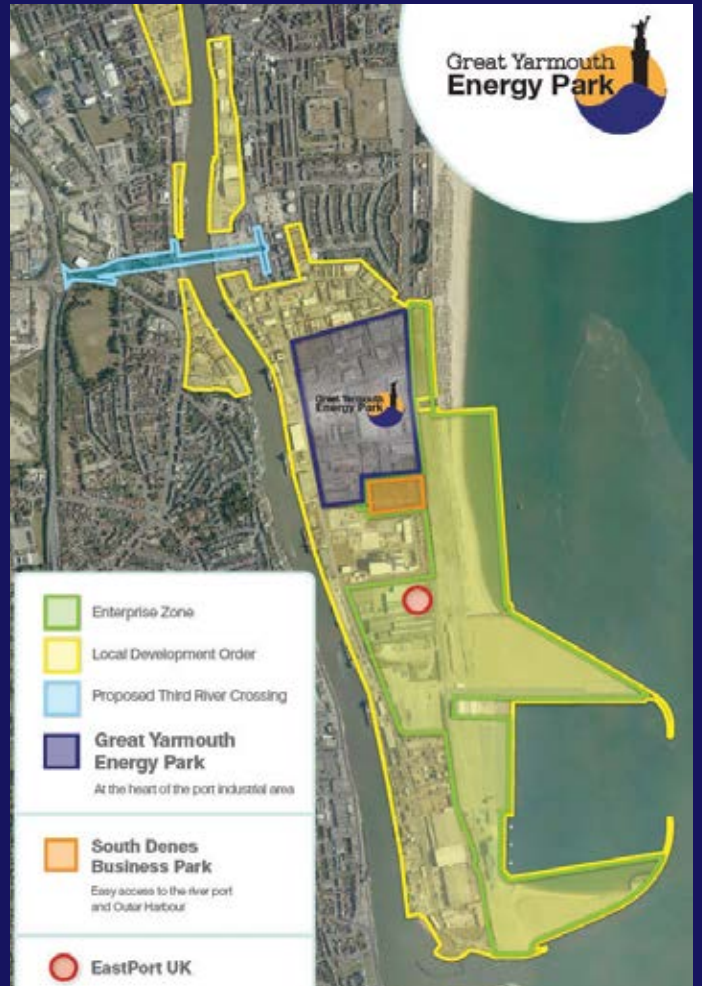 Great Yarmouth
Energy Park
Great Yarmouth
Energy Park
Enterprise Zone
Local Development Order
Proposed Third River Crossing
Great Yarmouth
Energy Park
At the heart of the port industrial area
South Denes
Business Park
Easy access to the river port
and Outer Harbour
EastPort UK